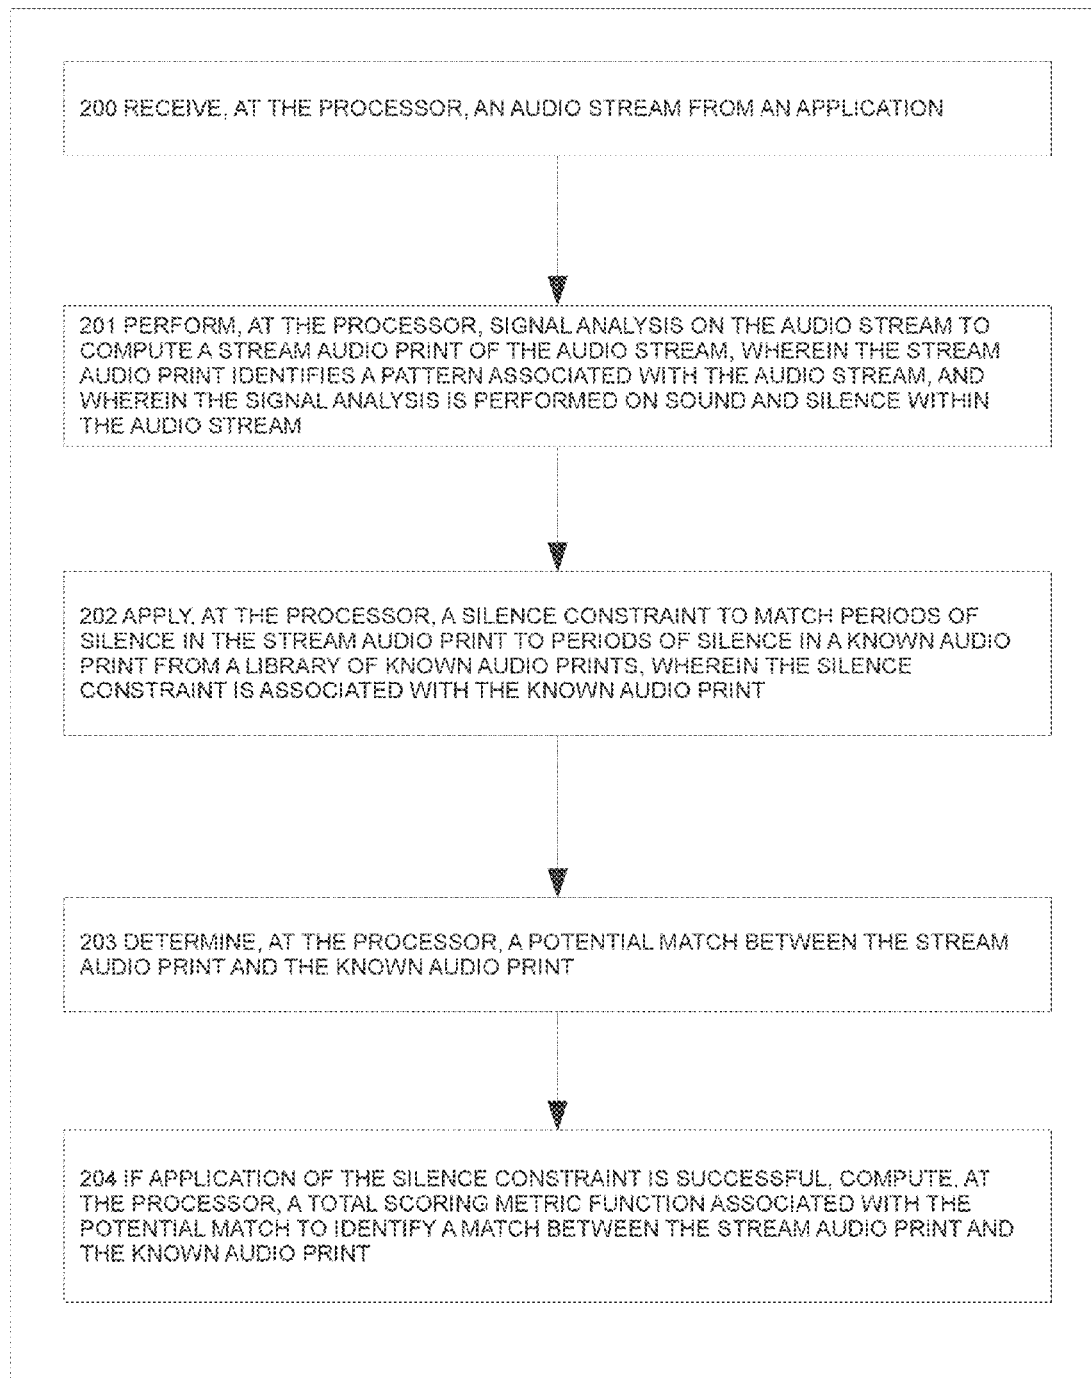 200 RECEIVE, AT THE PROCESSOR, AN AUDIO STREAM FROM AN APPLICATION
201 PERFORM, AT THE PROCESSOR, SIGNAL ANALYSIS ON THE AUDIO STREAM TO
COMPUTE A STREAM AUDIO PRINT OF THE AUDIO STREAM, WHEREIN THE STREAM
AUDIO PRINT IDENTIFIES A PATTERN ASSOCIATED WITH THE AUDIO STREAM, AND
WHEREIN THE SIGNAL ANALYSIS IS PERFORMED ON SOUND AND SILENCE WITHIN
THE AUDIO STREAM
202 APPLY, AT THE PROCESSOR, A SILENCE CONSTRAINT TO MATCH PERIODS OF
SILENCE IN THE STREAM AUDIO PRINT TO PERIODS OF SILENCE IN A KNOWN AUDIO
PRINT FROM A LIBRARY OF KNOWN AUDIO PRINTS, WHEREIN THE SILENCE
CONSTRAINT IS ASSOCIATED WITH THE KNOWN AUDIO PRINT
203 DETERMINE, AT THE PROCESSOR, A POTENTIAL MATCH BETWEEN THE STREAM
AUDIO PRINT AND THE KNOWN AUDIO PRINT
204 IF APPLICATION OF THE SILENCE CONSTRAINT IS SUCCESSFUL, COMPUTE, AT
THE PROCESSOR, A TOTAL SCORING METRIC FUNCTION ASSOCIATED WITH THE
POTENTIAL MATCH TO IDENTIFY A MATCH BETWEEN THE STREAM AUDIO PRINT AND
THE KNOWN AUDIO PRINT